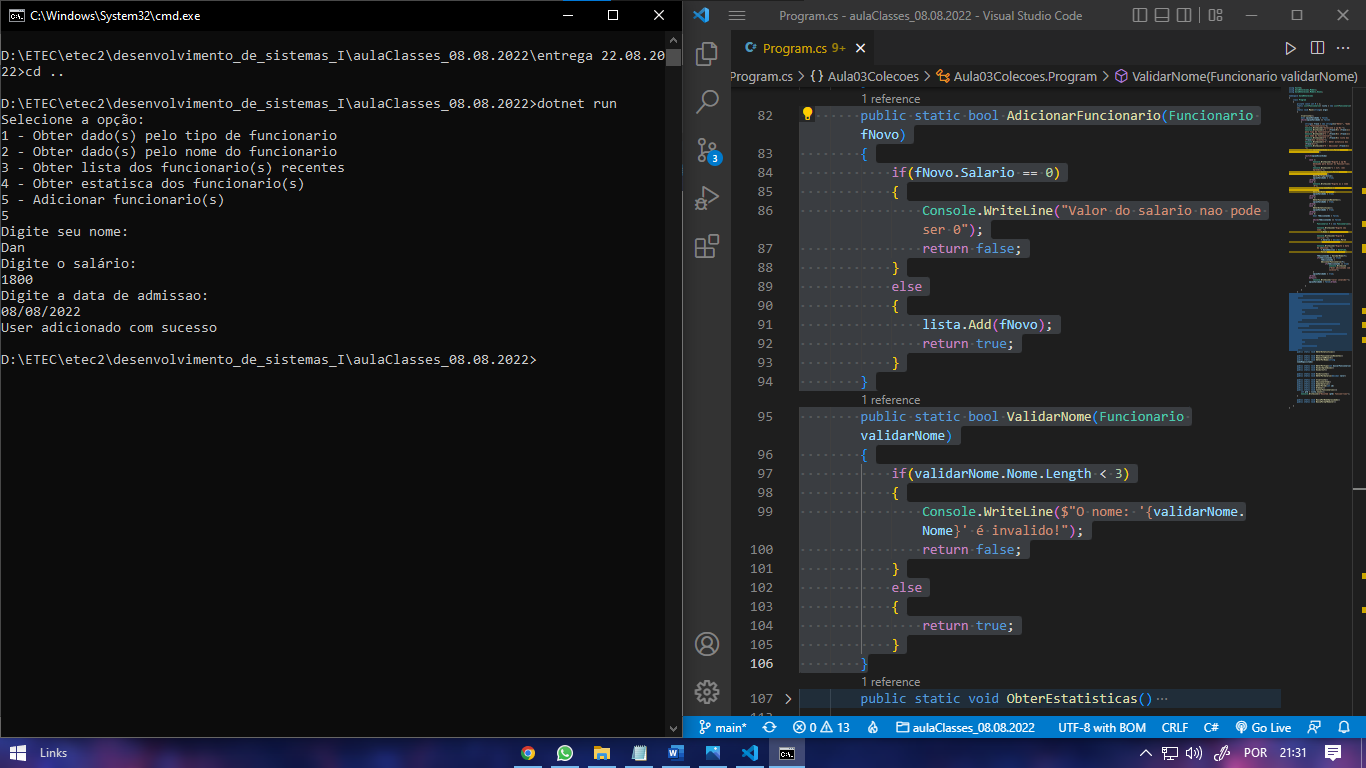 C:\Windows\System32\cmd.exe
D:\ETEC\etec2\desenvolvimento_de_sistemas_I\aulaClasses_08.08.2022\entrega 22.08.20
22>cd ..
D:\ETEC\etec2\desenvolvimento_de_sistemas_I\aulaClasses_08.08.2022>dotnet run
Selecione a opção:
1 - Obter dado(s) pelo tipo de funcionario
2 - Obter dado(s) pelo nome do funcionario
3 - Obter lista dos funcionario(s) recentes
4 - Obter estatisca dos funcionario(s)
5 - Adicionar funcionario(s)
5
Digite seu nome:
Dan
Digite o salário:
1800
Digite a data de admissao:
08/08/2022
User adicionado com sucesso
D:\ETEC\etec2\desenvolvimento_de_sistemas_I\aulaClasses_08.08.2022>
Program.cs - aulaClasses_08.08.2022 - Visual Studio Code
Program.cs 9+
Program.cs > {} Aula03Colecoes > Aula03Colecoes.Program > ValidarNome(Funcionario validarNome)
3
1 reference
82 public static bool AdicionarFuncionario(Funcionario
fNovo)
83 {
84 if(fNovo.Salario == 0)
85 {
86 Console.WriteLine("Valor do salario nao pode
ser 0");
87 return false;
88 }
89 else
90 {
91 lista.Add(fNovo);
92 return true;
93 }
94 }
1 reference
95 public static bool ValidarNome(Funcionario
validarNome)
96 {
97 if(validarNome.Nome.Length < 3)
98 {
99 Console.WriteLine($"O nome: '{validarNome.
Nome}' é invalido!");
100 return false;
101 }
102 else
103 {
104 return true;
105 }
106 }
1 reference
107 public static void ObterEstatisticas() ...
main* 0 13 aulaClasses_08.08.2022 UTF-8 with BOM CRLF C# Go Live
Links POR 21:31